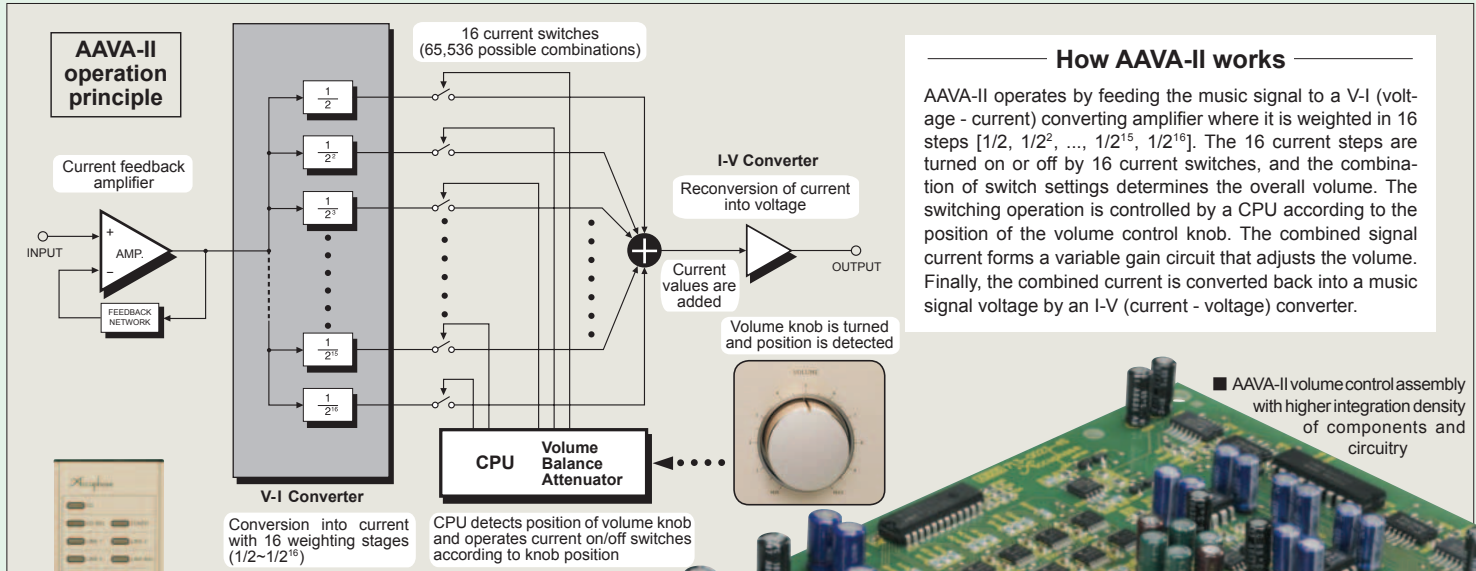 AAVA-II
operation
principle
16 current switches
(65,536 possible combinations)
Current feedback
amplifier
INPUT
+
−
AMP.
FEEDBACK
NETWORK
1
2
1
2²
1
2³
1
2¹⁵
1
2¹⁶
V-I Converter
Conversion into current
with 16 weighting stages
(1/2~1/2¹⁶)
CPU
Volume
Balance
Attenuator
CPU detects position of volume knob
and operates current on/off switches
according to knob position
I-V Converter
Reconversion of current
into voltage
+
Current
values are
added
OUTPUT
Volume knob is turned
and position is detected
VOLUME
How AAVA-II works
AAVA-II operates by feeding the music signal to a V-I (volt-
age - current) converting amplifier where it is weighted in 16
steps [1/2, 1/2², ..., 1/2¹⁵, 1/2¹⁶]. The 16 current steps are
turned on or off by 16 current switches, and the combina-
tion of switch settings determines the overall volume. The
switching operation is controlled by a CPU according to the
position of the volume control knob. The combined signal
current forms a variable gain circuit that adjusts the volume.
Finally, the combined current is converted back into a music
signal voltage by an I-V (current - voltage) converter.
■ AAVA-II volume control assembly
with higher integration density
of components and
circuitry
Accuphase